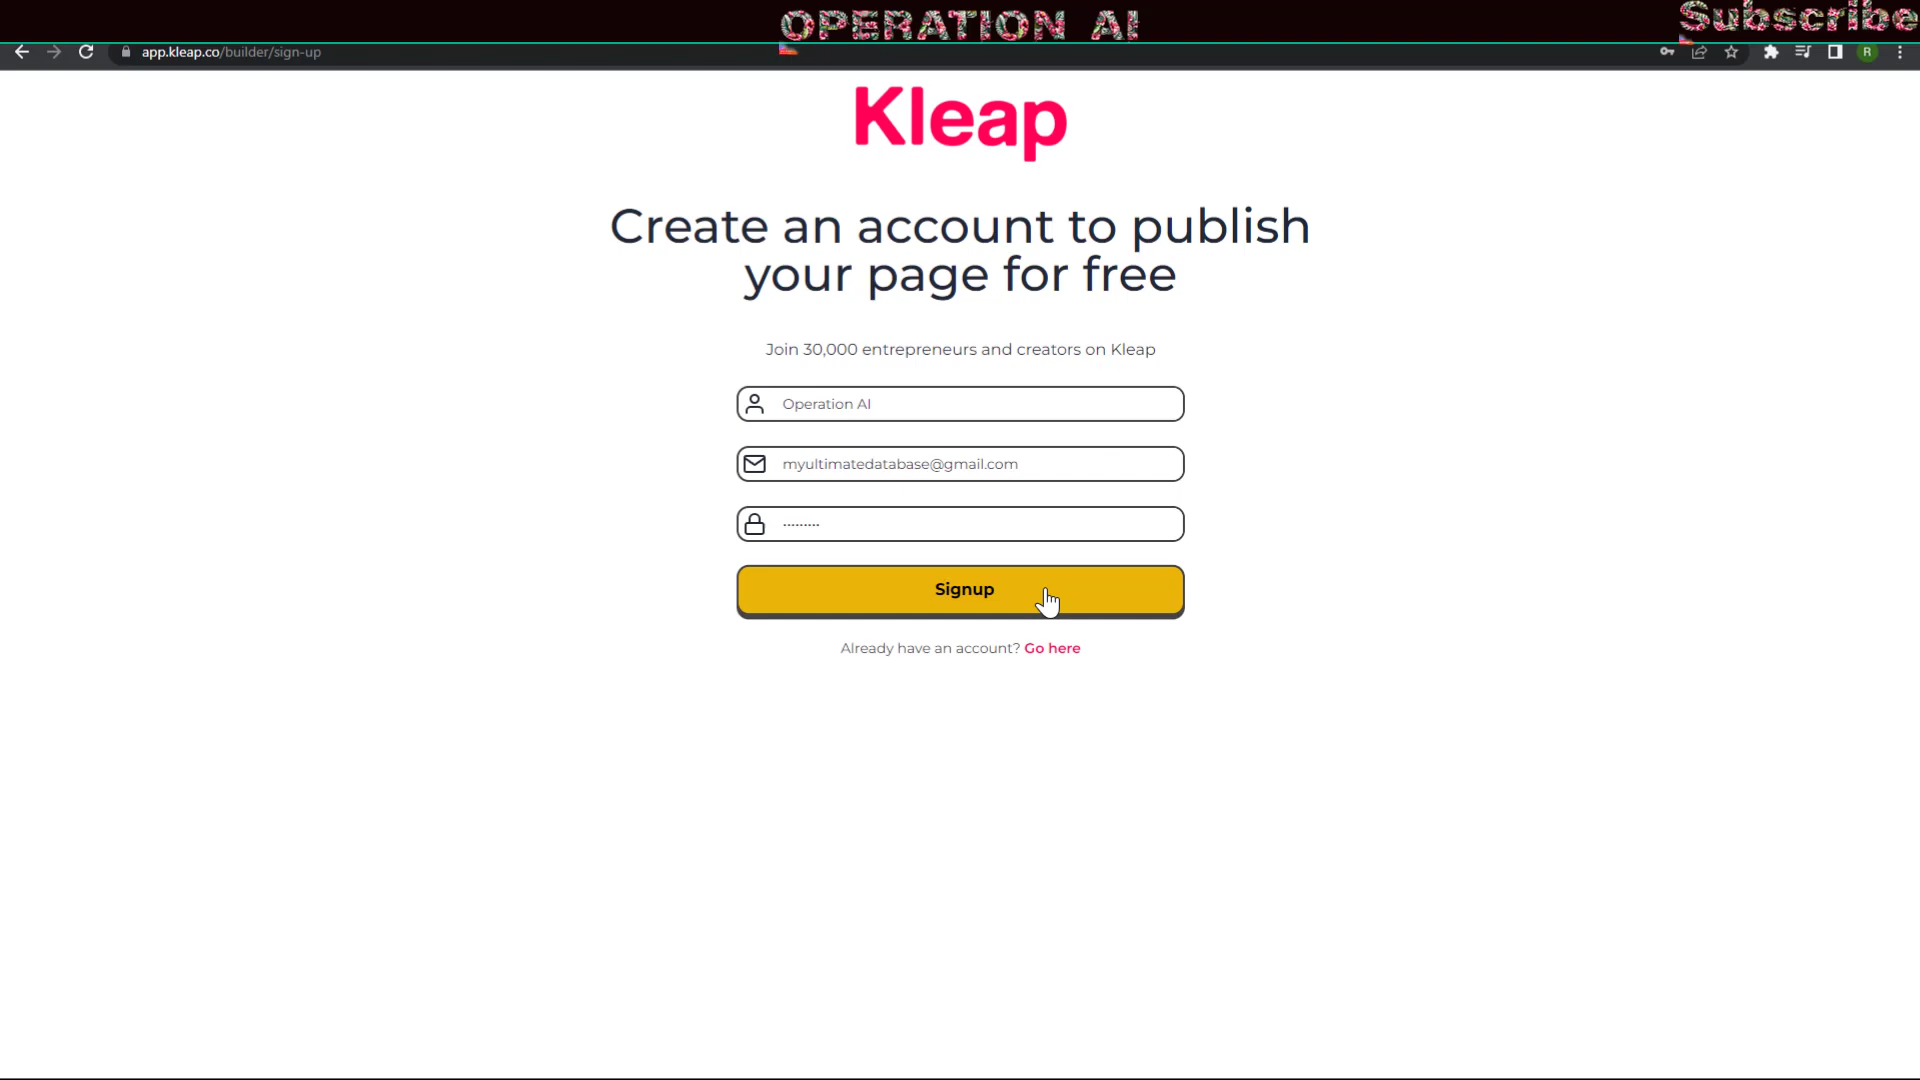 OPERATION AI
Subscribe
app.kleap.co/builder/sign-up
R
Kleap
Create an account to publish
your page for free
Join 30,000 entrepreneurs and creators on Kleap
Operation AI
myultimatedatabase@gmail.com
Signup
Already have an account? Go here